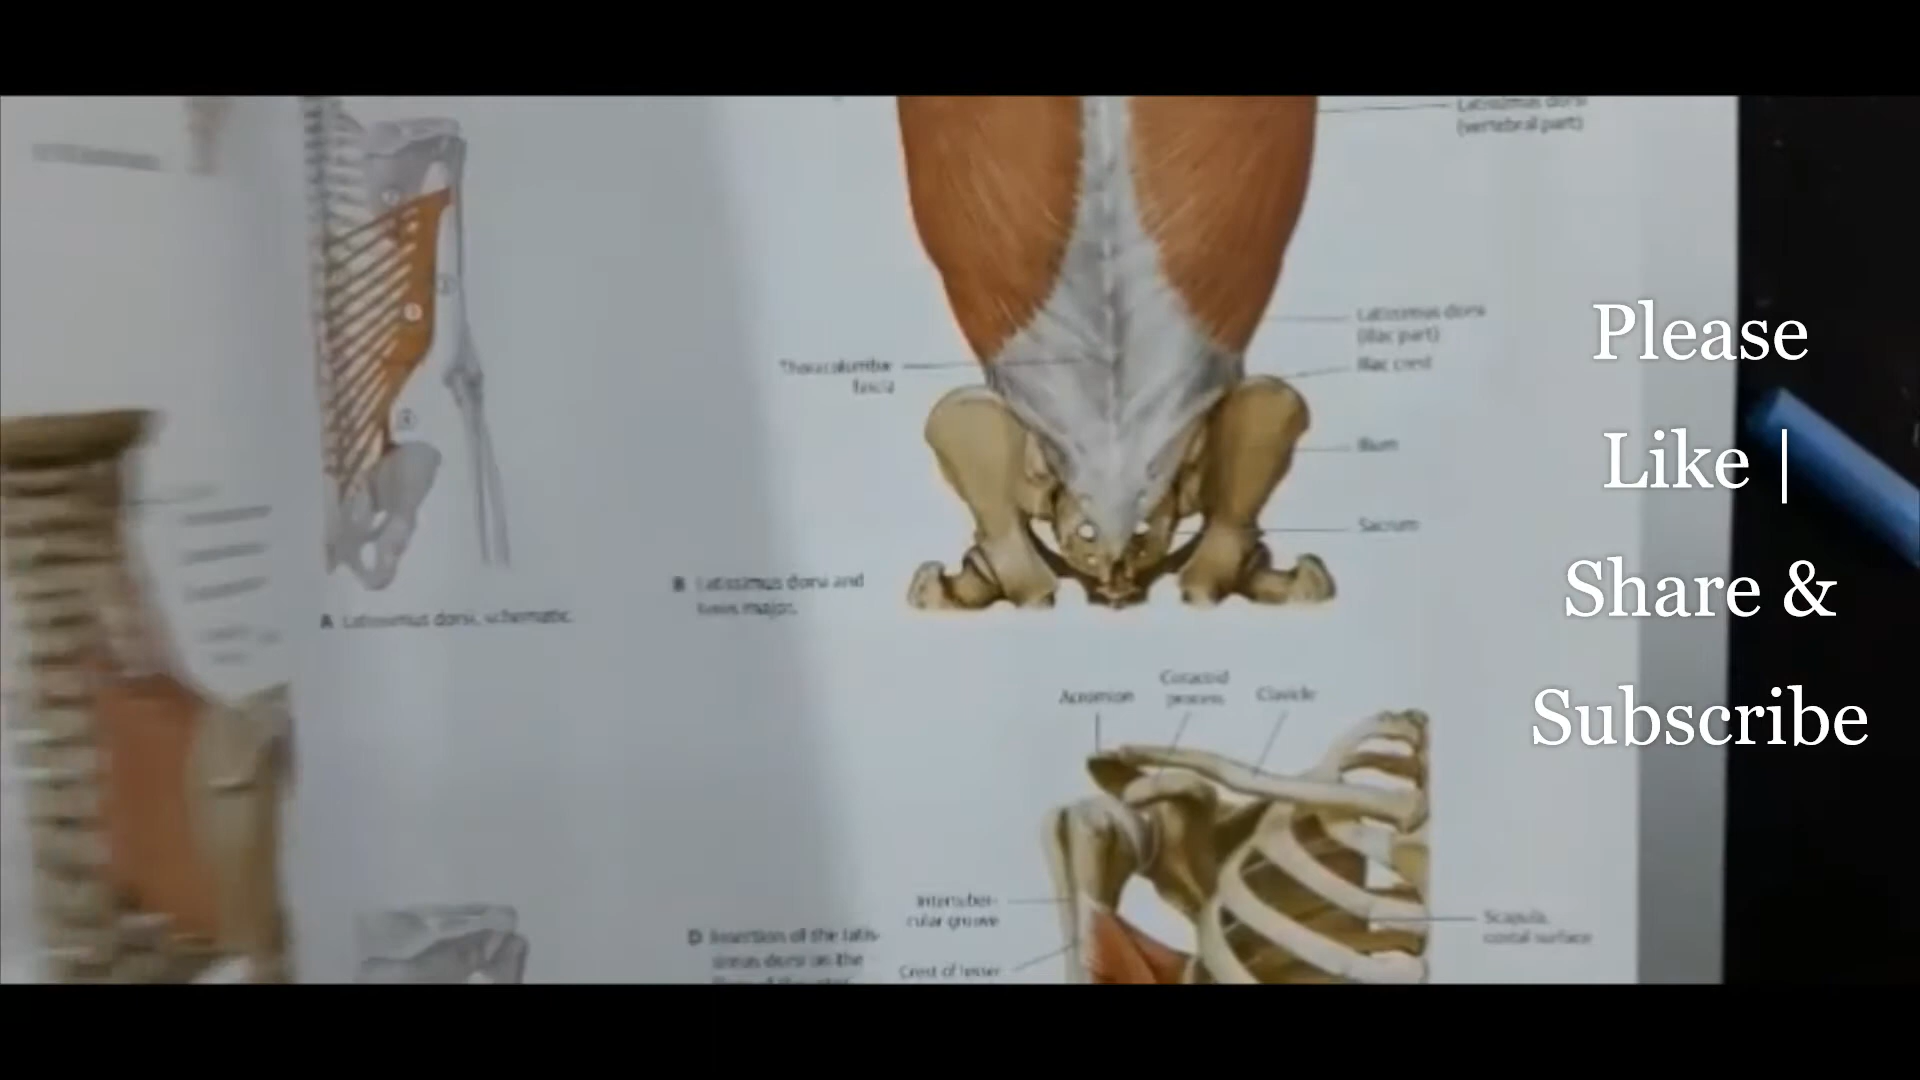 Latissimus dorsi
(vertebral part)
Latissimus dorsi
(iliac part)
Iliac crest
Thoracolumbar
fascia
Ilium
Sacrum
A Latissimus dorsi, schematic.
B Latissimus dorsi and
teres major.
Acromion
Coracoid
process
Clavicle
Intertuber-
cular groove
Crest of lesser
Scapula,
costal surface
D Insertion of the latis-
simus dorsi on the
Please
Like |
Share &
Subscribe